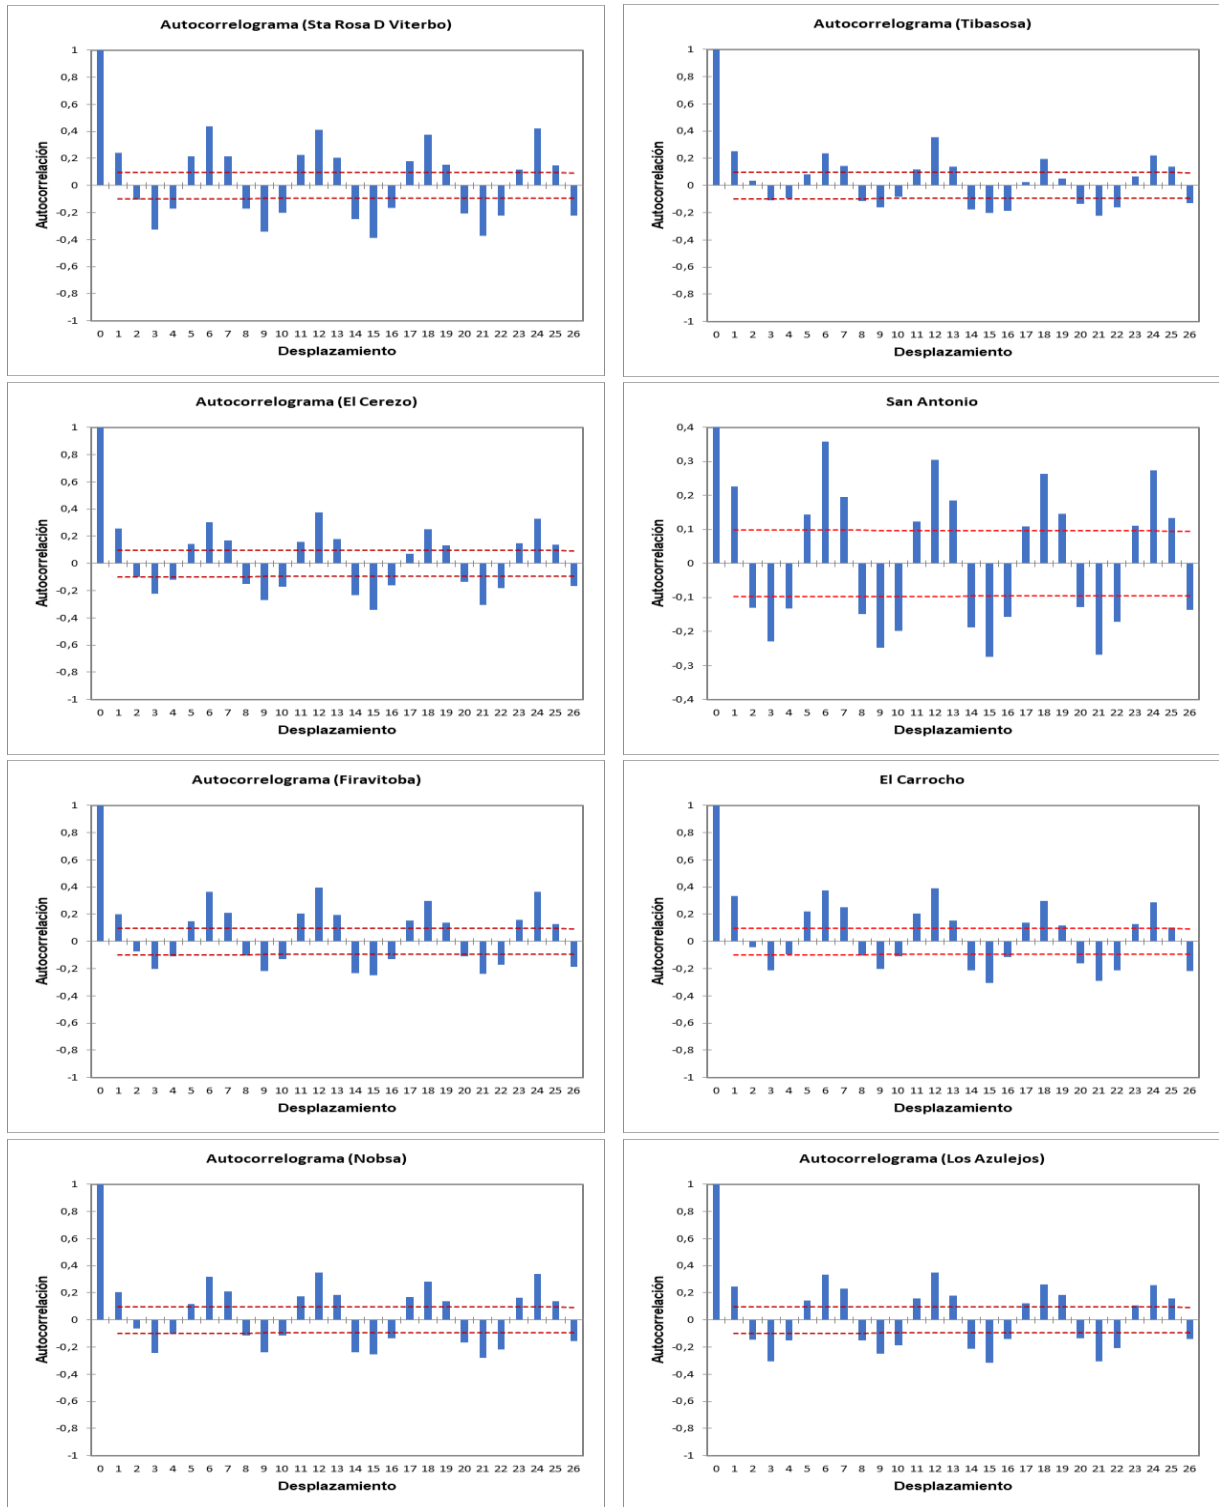 Autocorrelograma (Sta Rosa D Viterbo)
1
0,8
0,6
0,4
0,2
0
-0,2
-0,4
-0,6
-0,8
-1
Autocorrelación
0 1 2 3 4 5 6 7 8 9 10 11 12 13 14 15 16 17 18 19 20 21 22 23 24 25 26
Desplazamiento
Autocorrelograma (Tibasosa)
1
0,8
0,6
0,4
0,2
0
-0,2
-0,4
-0,6
-0,8
-1
Autocorrelación
0 1 2 3 4 5 6 7 8 9 10 11 12 13 14 15 16 17 18 19 20 21 22 23 24 25 26
Desplazamiento
Autocorrelograma (El Cerezo)
1
0,8
0,6
0,4
0,2
0
-0,2
-0,4
-0,6
-0,8
-1
Autocorrelación
0 1 2 3 4 5 6 7 8 9 10 11 12 13 14 15 16 17 18 19 20 21 22 23 24 25 26
Desplazamiento
San Antonio
0,4
0,3
0,2
0,1
0
-0,1
-0,2
-0,3
-0,4
Autocorrelación
0 1 2 3 4 5 6 7 8 9 10 11 12 13 14 15 16 17 18 19 20 21 22 23 24 25 26
Desplazamiento
Autocorrelograma (Firavitoba)
1
0,8
0,6
0,4
0,2
0
-0,2
-0,4
-0,6
-0,8
-1
Autocorrelación
0 1 2 3 4 5 6 7 8 9 10 11 12 13 14 15 16 17 18 19 20 21 22 23 24 25 26
Desplazamiento
El Carrocho
1
0,8
0,6
0,4
0,2
0
-0,2
-0,4
-0,6
-0,8
-1
Autocorrelación
0 1 2 3 4 5 6 7 8 9 10 11 12 13 14 15 16 17 18 19 20 21 22 23 24 25 26
Desplazamiento
Autocorrelograma (Nobsa)
1
0,8
0,6
0,4
0,2
0
-0,2
-0,4
-0,6
-0,8
-1
Autocorrelación
0 1 2 3 4 5 6 7 8 9 10 11 12 13 14 15 16 17 18 19 20 21 22 23 24 25 26
Desplazamiento
Autocorrelograma (Los Azulejos)
1
0,8
0,6
0,4
0,2
0
-0,2
-0,4
-0,6
-0,8
-1
Autocorrelación
0 1 2 3 4 5 6 7 8 9 10 11 12 13 14 15 16 17 18 19 20 21 22 23 24 25 26
Desplazamiento